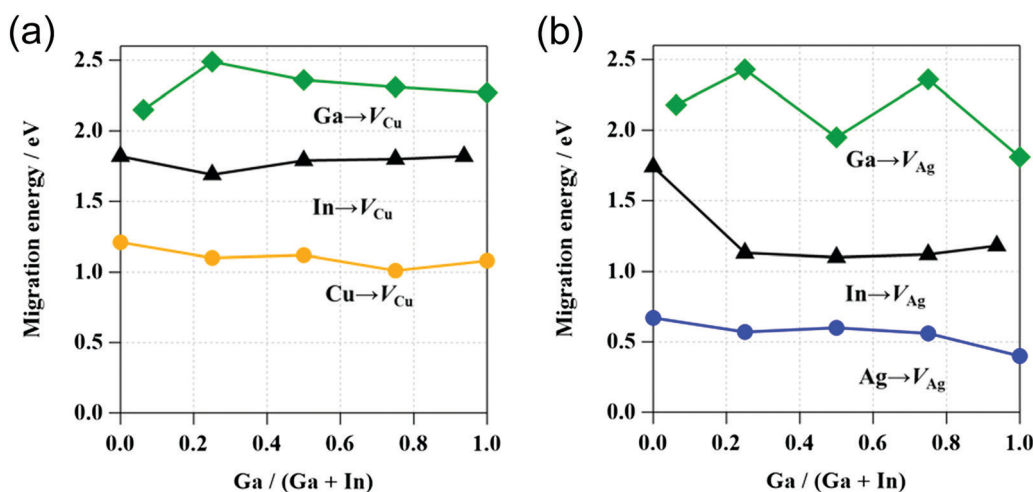 (a)
Migration energy / eV
2.5
2.0
1.5
1.0
0.5
0.0
Ga→VCu
In→VCu
Cu→VCu
0.0 0.2 0.4 0.6 0.8 1.0
Ga / (Ga + In)
(b)
Migration energy / eV
2.5
2.0
1.5
1.0
0.5
0.0
Ga→VAg
In→VAg
Ag→VAg
0.0 0.2 0.4 0.6 0.8 1.0
Ga / (Ga + In)